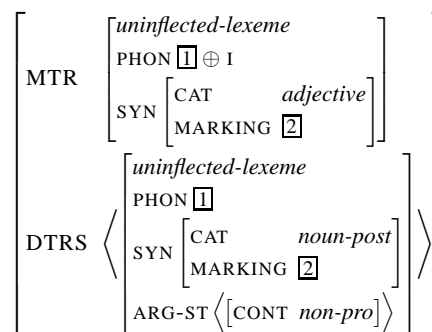 uninflected-lexeme
PHON 1 ⊕ I
MTR
SYN CAT adjective
MARKING 2
uninflected-lexeme
PHON 1
DTRS
SYN CAT noun-post
MARKING 2
ARG-ST ⟨[CONT non-pro]⟩